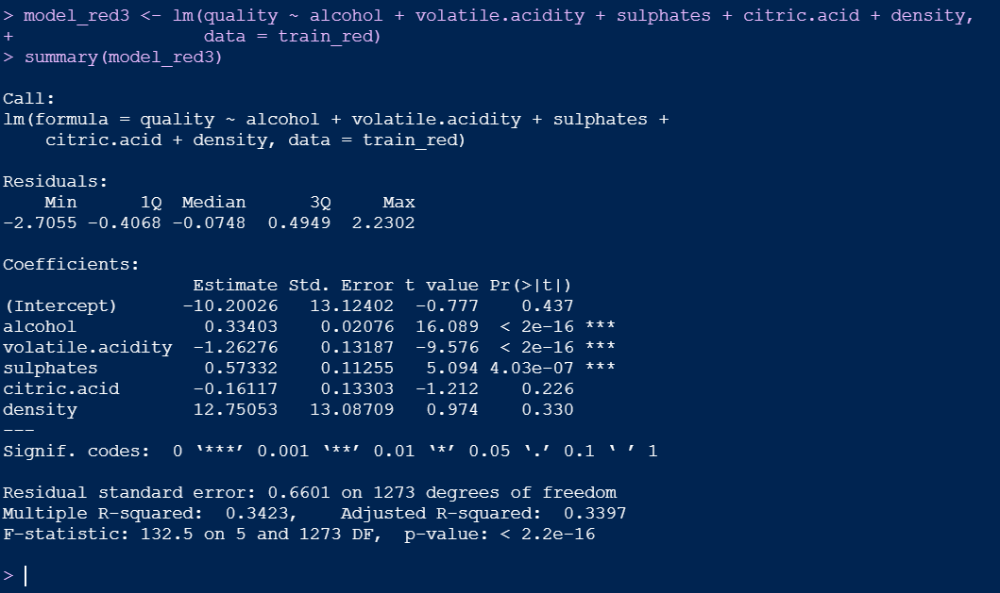 > model_red3 <- lm(quality ~ alcohol + volatile.acidity + sulphates + citric.acid + density,
+                  data = train_red)
> summary(model_red3)

Call:
lm(formula = quality ~ alcohol + volatile.acidity + sulphates +
    citric.acid + density, data = train_red)

Residuals:
    Min      1Q  Median      3Q     Max
-2.7055 -0.4068 -0.0748  0.4949  2.2302

Coefficients:
                  Estimate Std. Error t value Pr(>|t|)
(Intercept)      -10.20026   13.12402  -0.777    0.437
alcohol            0.33403    0.02076  16.089  < 2e-16 ***
volatile.acidity  -1.26276    0.13187  -9.576  < 2e-16 ***
sulphates          0.57332    0.11255   5.094 4.03e-07 ***
citric.acid       -0.16117    0.13303  -1.212    0.226
density           12.75053   13.08709   0.974    0.330
---
Signif. codes:  0 ‘***’ 0.001 ‘**’ 0.01 ‘*’ 0.05 ‘.’ 0.1 ‘ ’ 1

Residual standard error: 0.6601 on 1273 degrees of freedom
Multiple R-squared:  0.3423,    Adjusted R-squared:  0.3397
F-statistic: 132.5 on 5 and 1273 DF,  p-value: < 2.2e-16

>